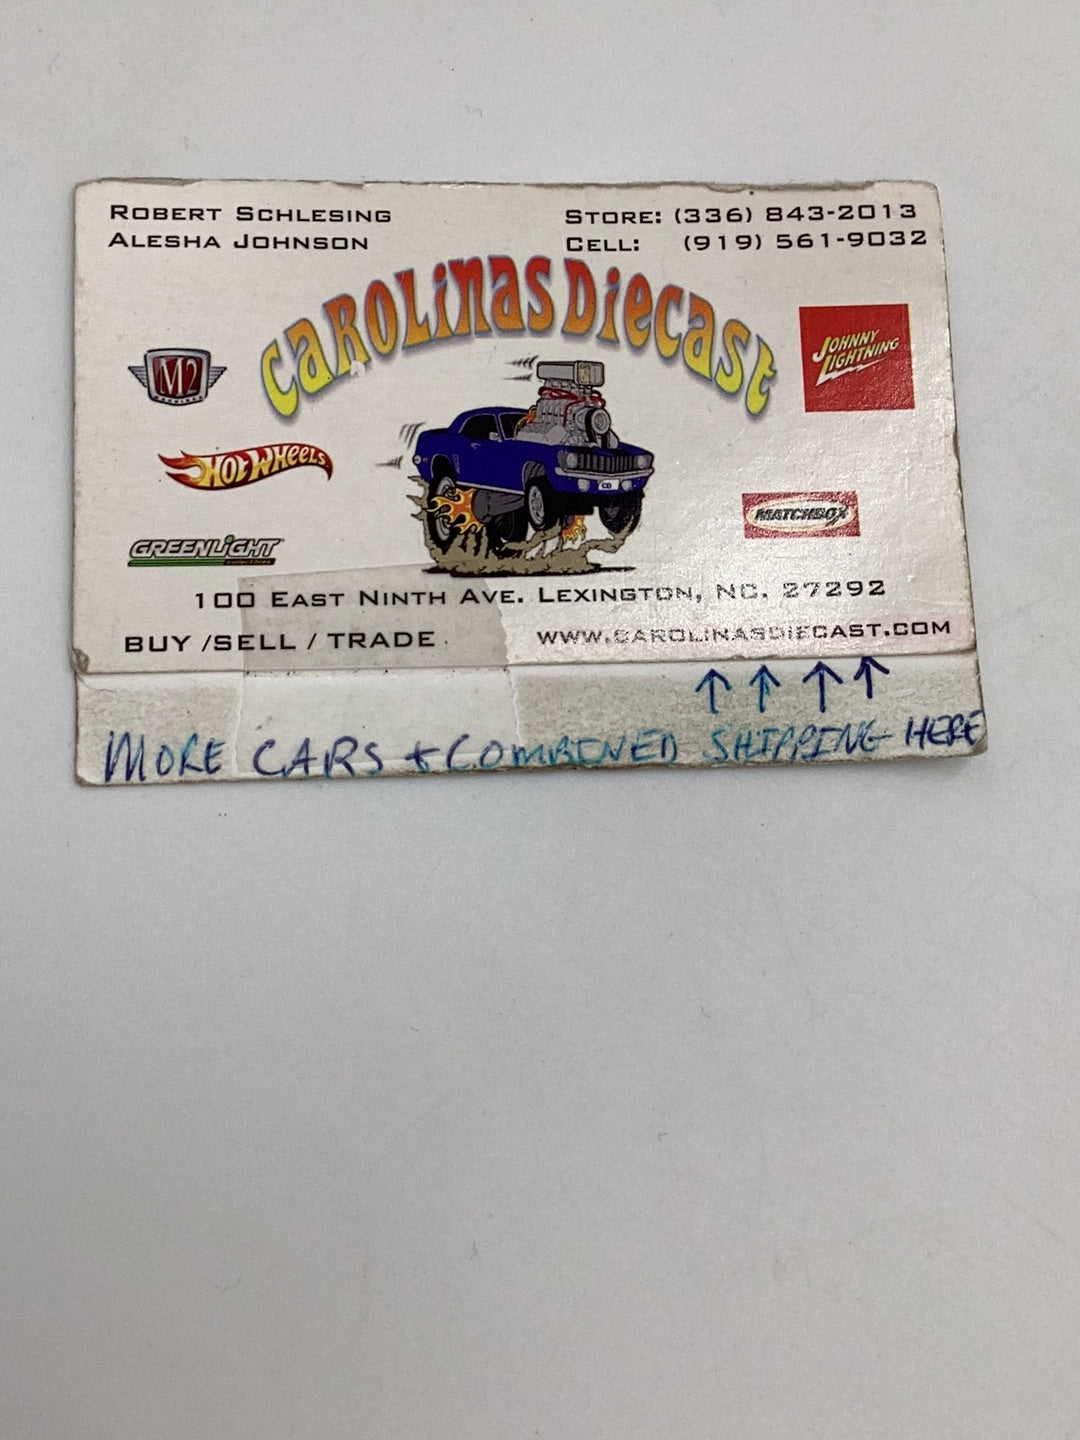 ROBERT SCHLESING
ALESHA JOHNSON
STORE: (336) 843-2013
CELL: (919) 561-9032
CAROLINAS DIECAST
M2
MACHINES
JOHNNY
LIGHTNING
HOT WHEELS
CD
MATCHBOX
GREENLIGHT
100 EAST NINTH AVE. LEXINGTON, NC. 27292
BUY /SELL / TRADE
WWW.CAROLINASDIECAST.COM
MORE CARS + COMBINED SHIPPING HERE